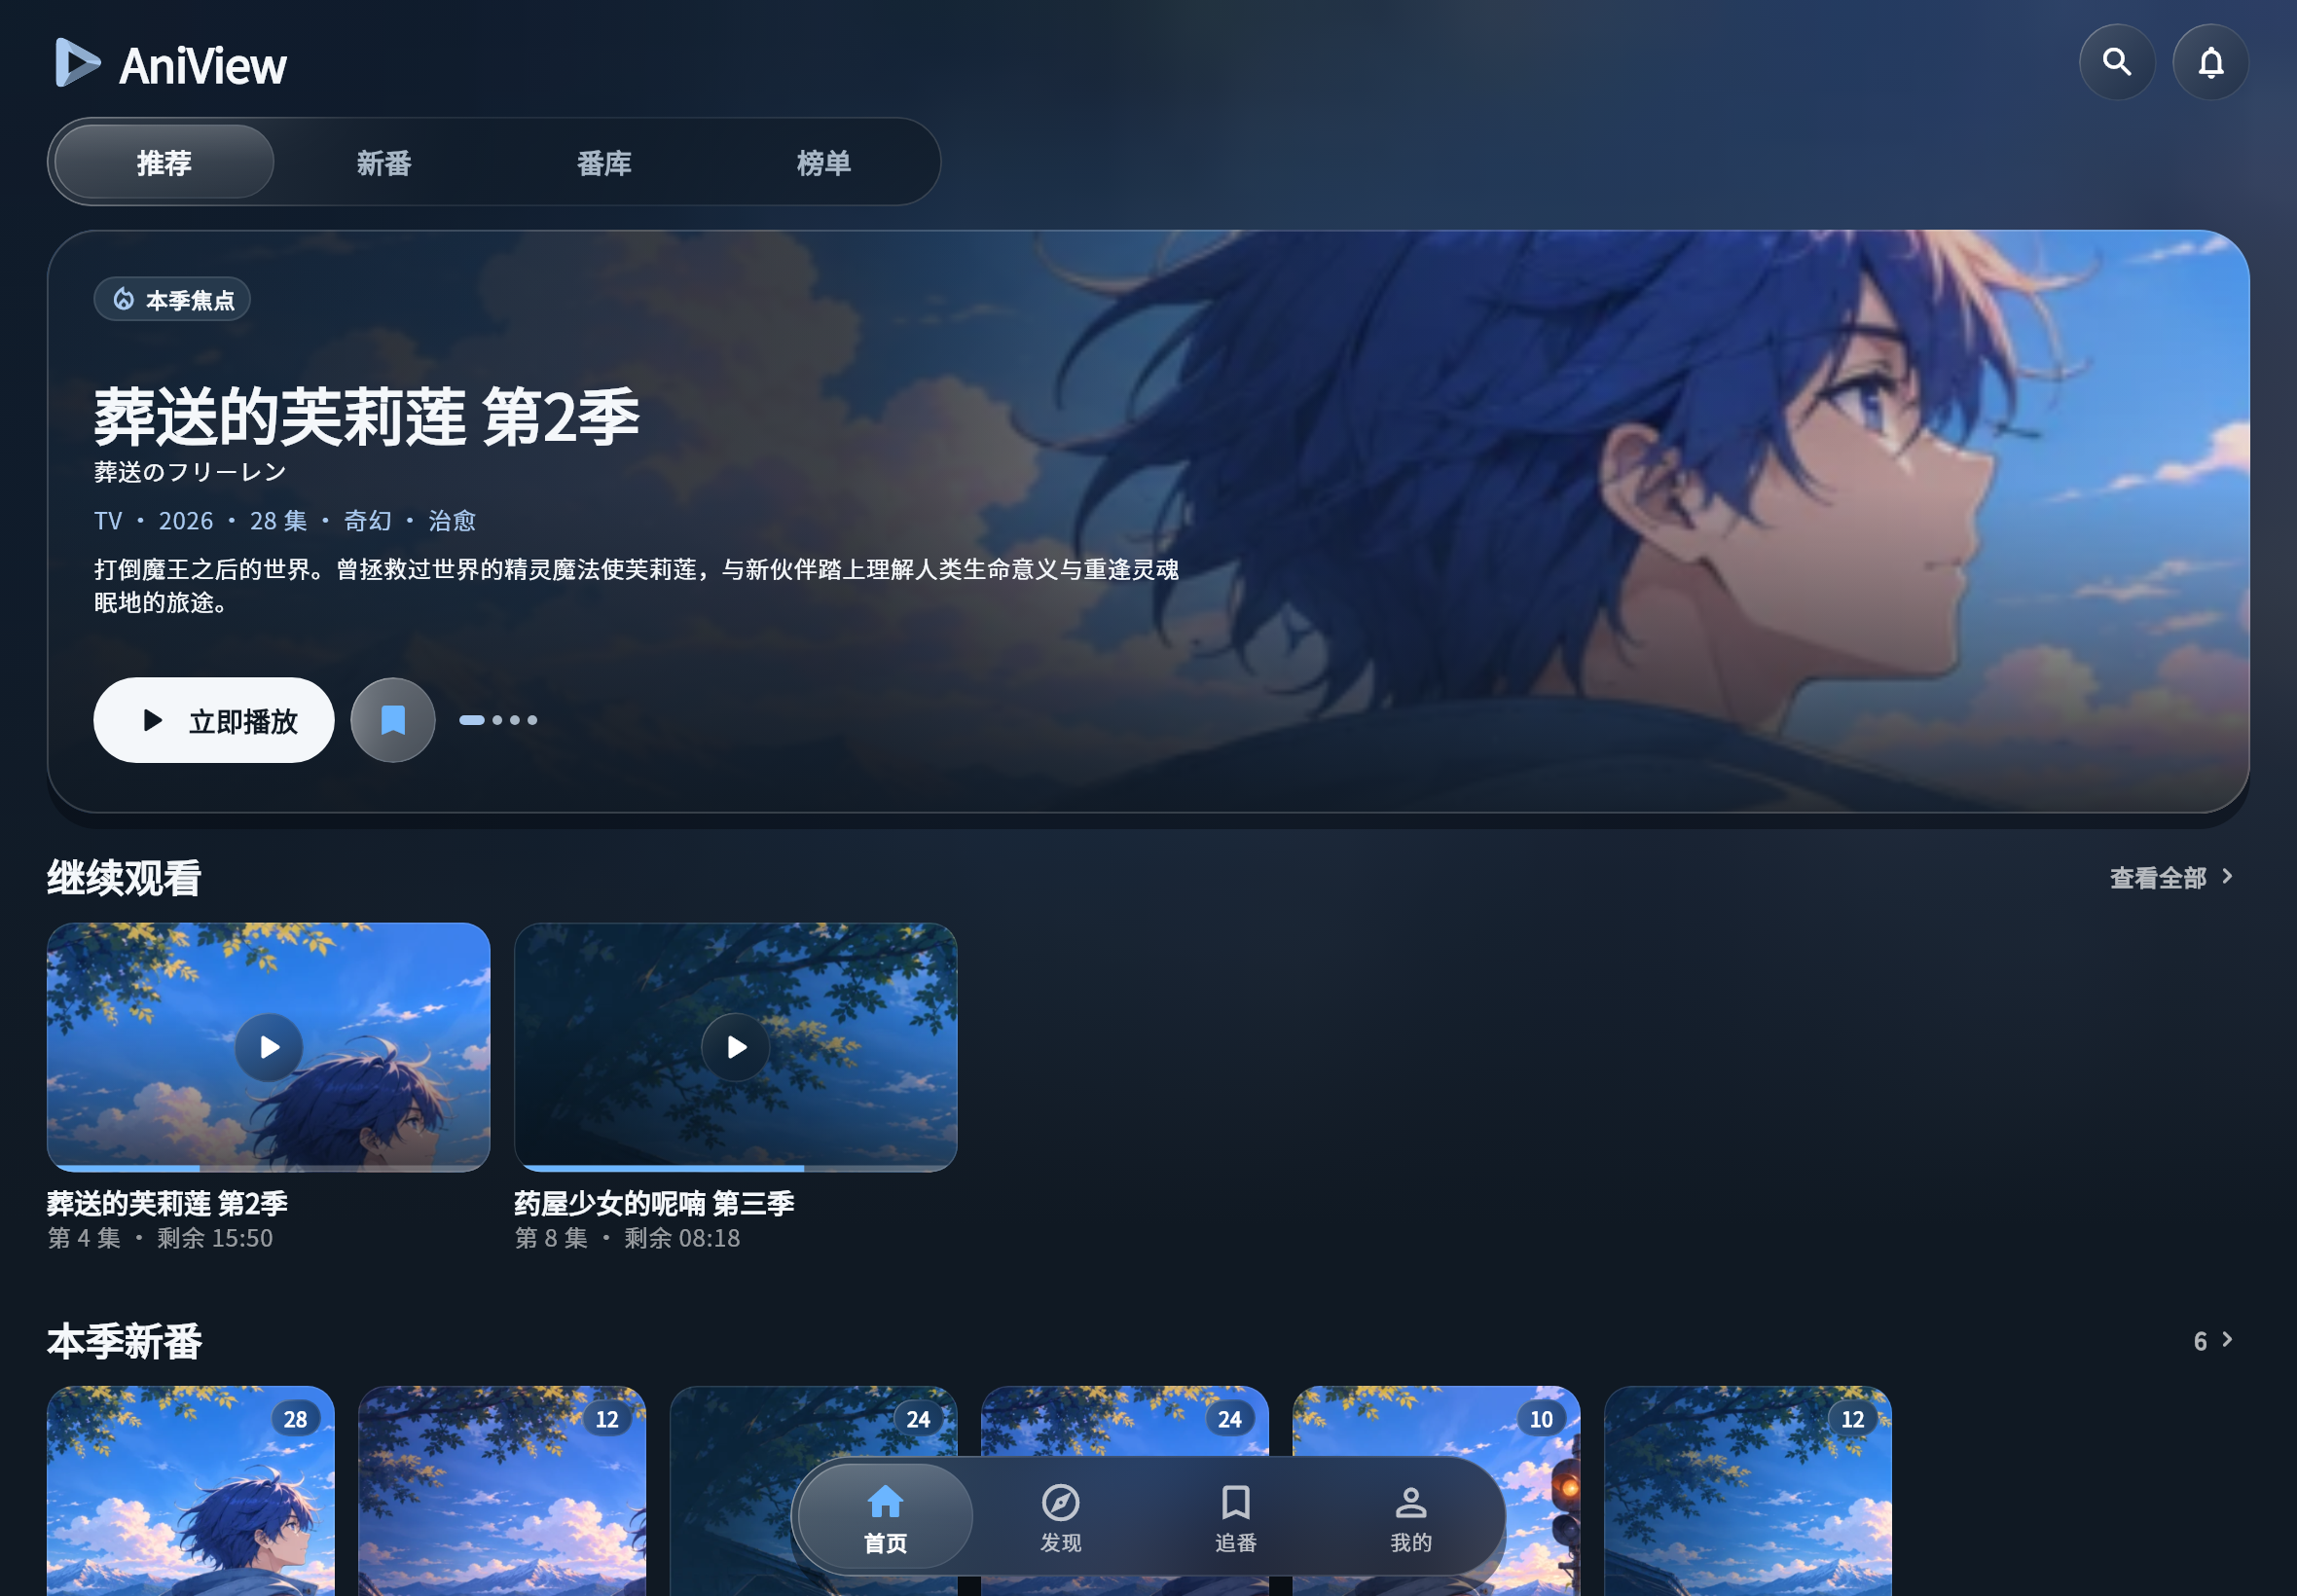 AniView
推荐 新番 番库 榜单
本季焦点
葬送的芙莉莲 第2季
葬送のフリーレン
TV • 2026 • 28 集 • 奇幻 • 治愈
打倒魔王之后的世界。曾拯救过世界的精灵魔法使芙莉莲，与新伙伴踏上理解人类生命意义与重逢灵魂
眠地的旅途。
立即播放
继续观看 查看全部
葬送的芙莉莲 第2季
第 4 集 • 剩余 15:50
药屋少女的呢喃 第三季
第 8 集 • 剩余 08:18
本季新番 6
28 12 24 24 10 12
首页 发现 追番 我的